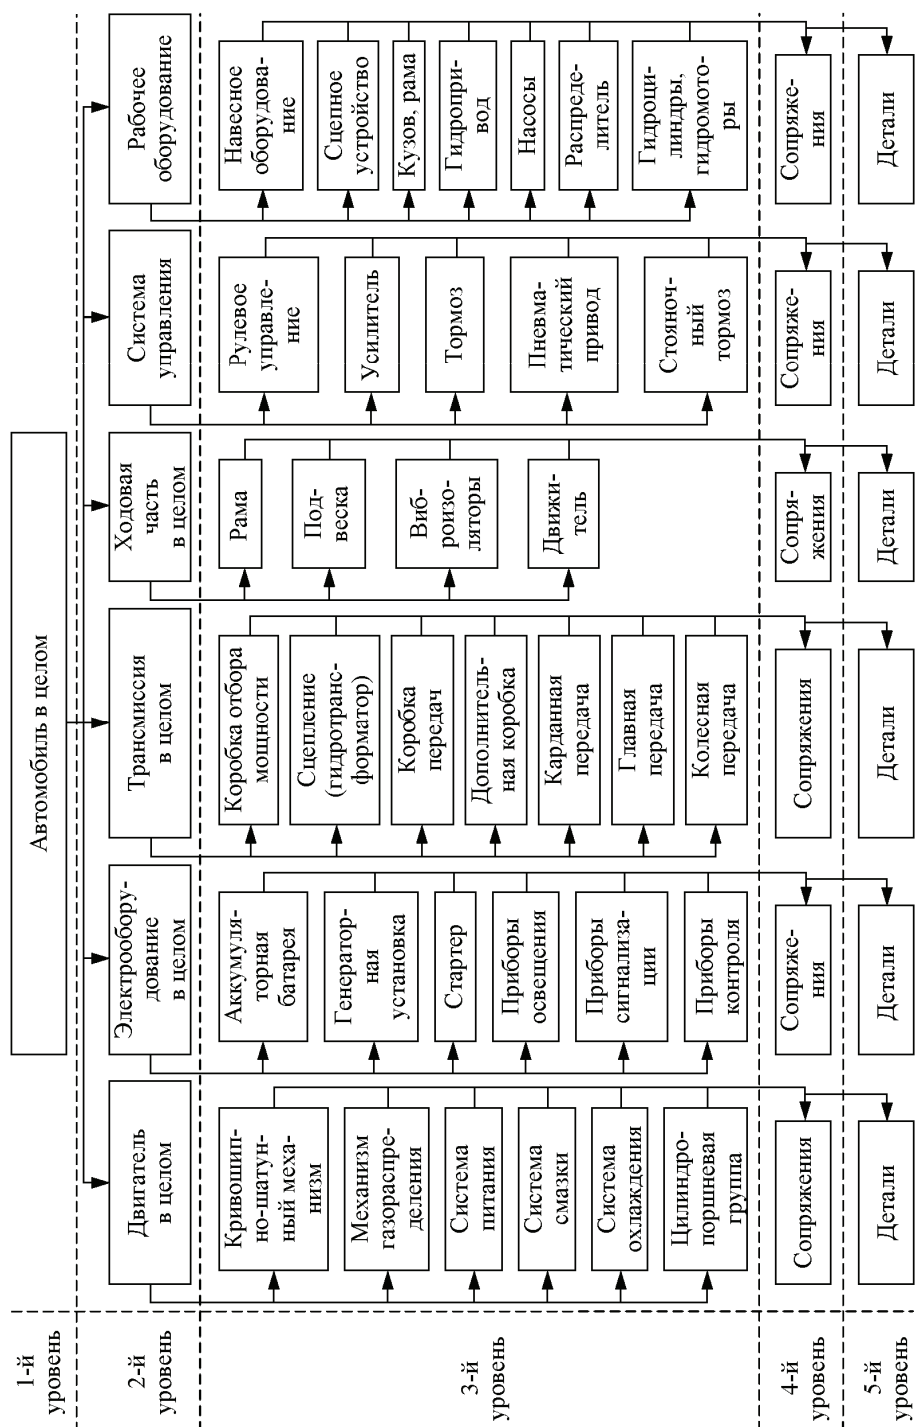 1-й
уровень
Автомобиль в целом
2-й
уровень
Двигатель
в целом
Электрообору-
дование
в целом
Трансмиссия
в целом
Ходовая
часть
в целом
Система
управления
Рабочее
оборудование
3-й
уровень
Кривошип-
но-шатун-
ный меха-
низм
Механизм
газораспре-
деления
Система
питания
Система
смазки
Система
охлаждения
Цилиндро-
поршневая
группа
Аккумуля-
торная
батарея
Генератор-
ная
установка
Стартер
Приборы
освещения
Приборы
сигнализа-
ции
Приборы
контроля
Коробка отбора
мощности
Сцепление
(гидротранс-
форматор)
Коробка
передач
Дополнитель-
ная коробка
Карданная
передача
Главная
передача
Колесная
передача
Рама
Под-
веска
Виб-
роизо-
ляторы
Движи-
тель
Рулевое
управле-
ние
Усилитель
Тормоз
Пневма-
тический
привод
Стояноч-
ный
тормоз
Навесное
оборудова-
ние
Сцепное
устройство
Кузов, рама
Гидропри-
вод
Насосы
Распреде-
литель
Гидроци-
линдры,
гидромото-
ры
4-й
уровень
Сопряжения
Сопряже-
ния
Сопряжения
Сопря-
жения
Сопряже-
ния
Сопряже-
ния
5-й
уровень
Детали
Детали
Детали
Детали
Детали
Детали